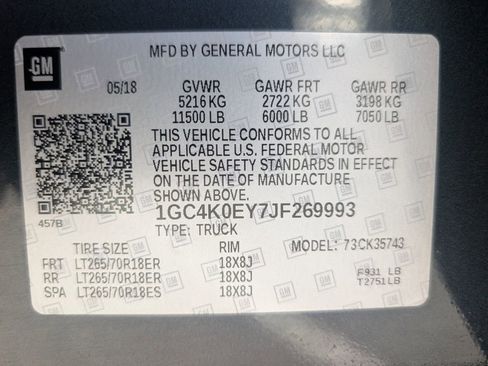 GM
MFD BY GENERAL MOTORS LLC
05/18 GVWR GAWR FRT GAWR RR
5216 KG 2722 KG 3198 KG
11500 LB 6000 LB 7050 LB
THIS VEHICLE CONFORMS TO ALL
APPLICABLE U.S. FEDERAL MOTOR
VEHICLE SAFETY STANDARDS IN EFFECT
ON THE DATE OF MANUFACTURE
SHOWN ABOVE.
457B 1GC4K0EY7JF269993
TYPE: TRUCK MODEL: 73CK35743
TIRE SIZE RIM
FRT LT265/70R18ER 18X8J F931 LB
RR LT265/70R18ER 18X8J T2751LB
SPA LT265/70R18ES 18X8J